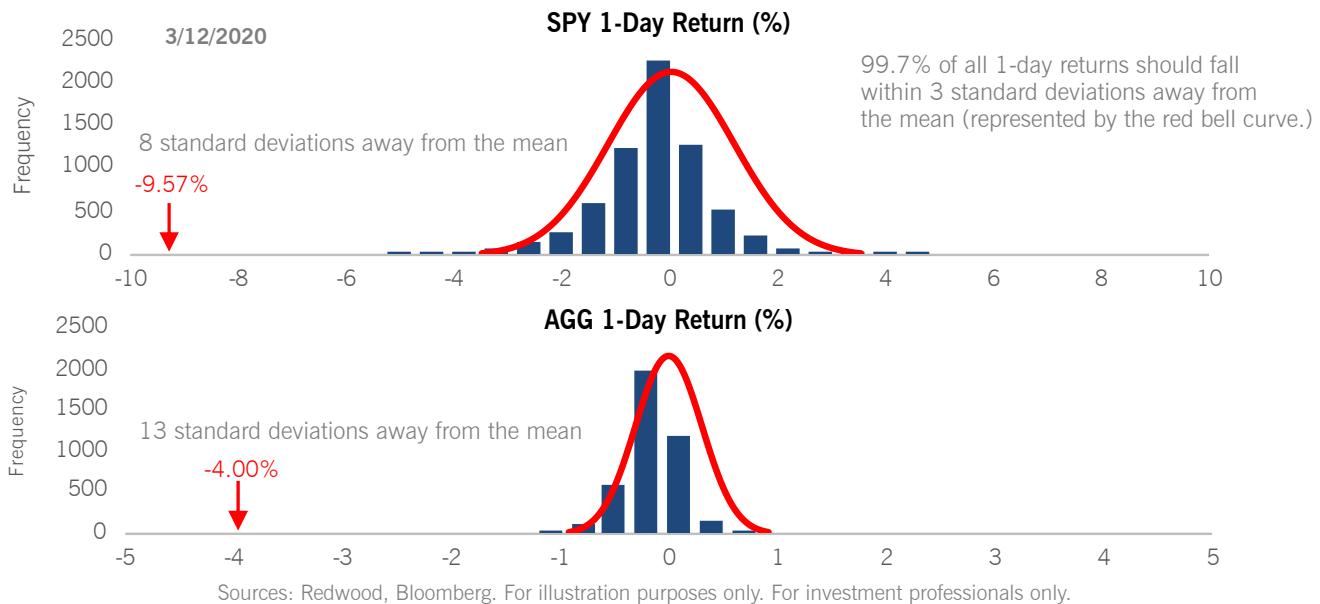 SPY 1-Day Return (%)
3/12/2020
99.7% of all 1-day returns should fall
within 3 standard deviations away from
the mean (represented by the red bell curve.)
8 standard deviations away from the mean
-9.57%
Frequency
2500
2000
1500
1000
500
0
-10 -8 -6 -4 -2 0 2 4 6 8 10
AGG 1-Day Return (%)
13 standard deviations away from the mean
-4.00%
Frequency
2500
2000
1500
1000
500
0
-5 -4 -3 -2 -1 0 1 2 3 4 5
Sources: Redwood, Bloomberg. For illustration purposes only. For investment professionals only.